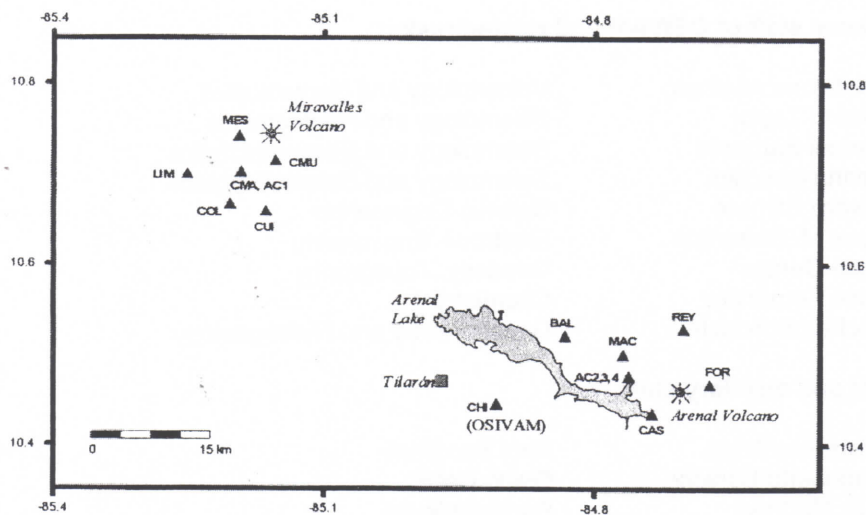 -85.4
-85.1
-84.8
10.8
10.8
Miravalles
Volcano
MES
CMU
LIM
CMA, AC1
COL
CUI
10.6
10.6
Arenal
Lake
BAL
REY
MAC
Tilarán
AC2,3, 4
FOR
CHI
(OSIVAM)
CAS
Arenal Volcano
10.4
10.4
0
15 km
-85.4
-85.1
-84.8